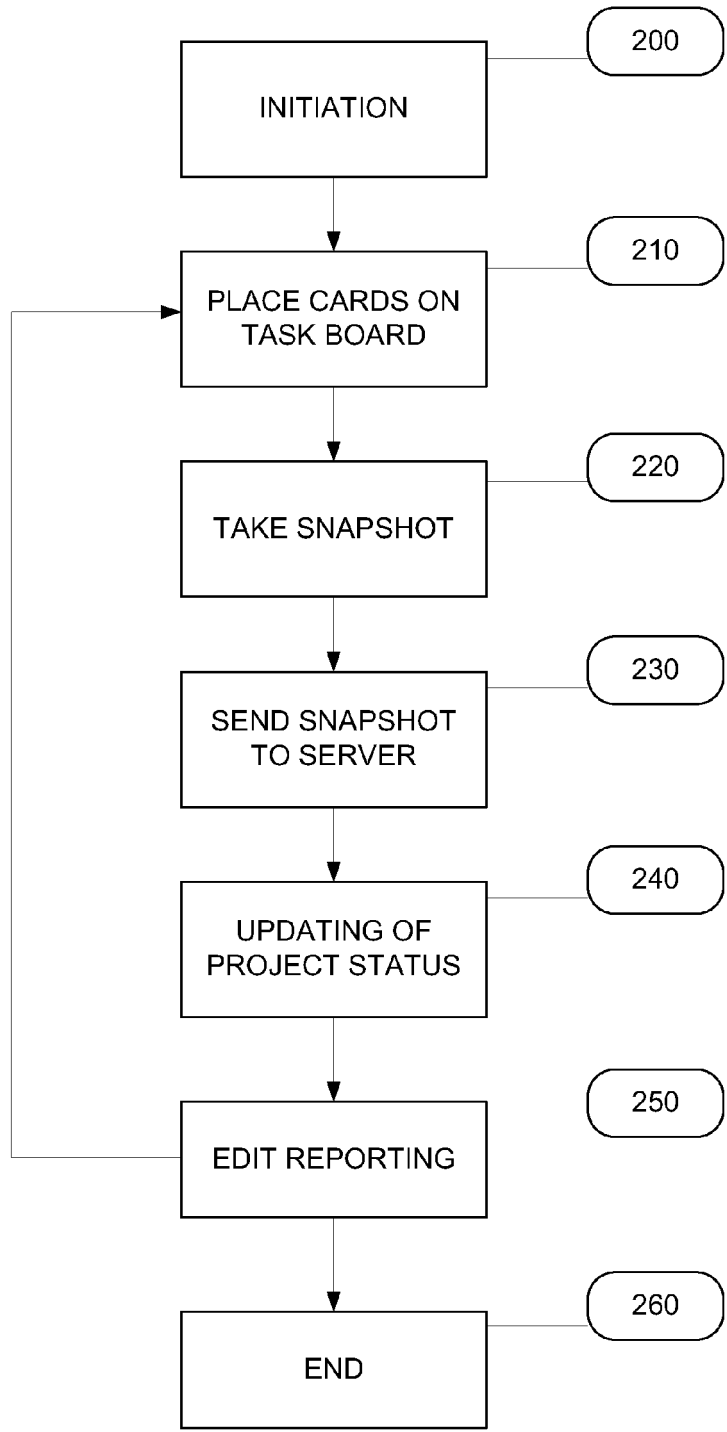 200
INITIATION
210
PLACE CARDS ON
TASK BOARD
220
TAKE SNAPSHOT
230
SEND SNAPSHOT
TO SERVER
240
UPDATING OF
PROJECT STATUS
250
EDIT REPORTING
260
END